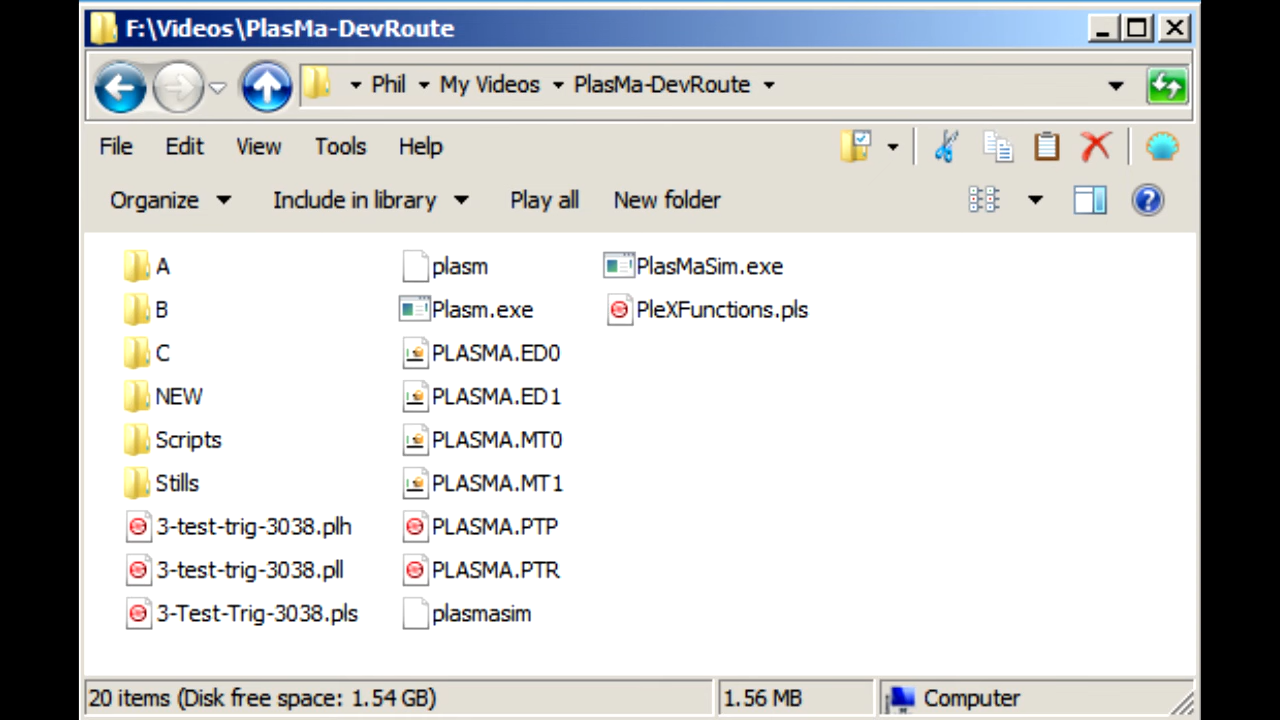 F:\Videos\PlasMa-DevRoute
Phil My Videos PlasMa-DevRoute
File Edit View Tools Help
Organize Include in library Play all New folder
A
B
C
NEW
Scripts
Stills
3-test-trig-3038.plh
3-test-trig-3038.pll
3-Test-Trig-3038.pls
plasm
Plasm.exe
PLASMA.ED0
PLASMA.ED1
PLASMA.MT0
PLASMA.MT1
PLASMA.PTP
PLASMA.PTR
plasmasim
PlasMaSim.exe
PleXFunctions.pls
20 items (Disk free space: 1.54 GB) 1.56 MB Computer